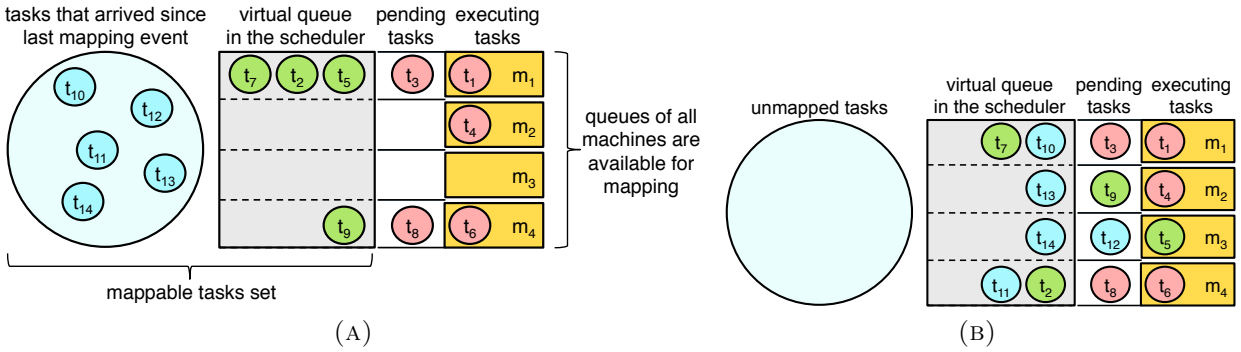 tasks that arrived since
last mapping event
virtual queue
in the scheduler
pending
tasks
executing
tasks
t10
t12
t11
t13
t14
t7 t2 t5 t3 t1 m1
t4 m2
m3
t9 t8 t6 m4
queues of all
machines are
available for
mapping
mappable tasks set
(A)
unmapped tasks
virtual queue
in the scheduler
pending
tasks
executing
tasks
t7 t10 t3 t1 m1
t13 t9 t4 m2
t14 t12 t5 m3
t11 t2 t8 t6 m4
(B)